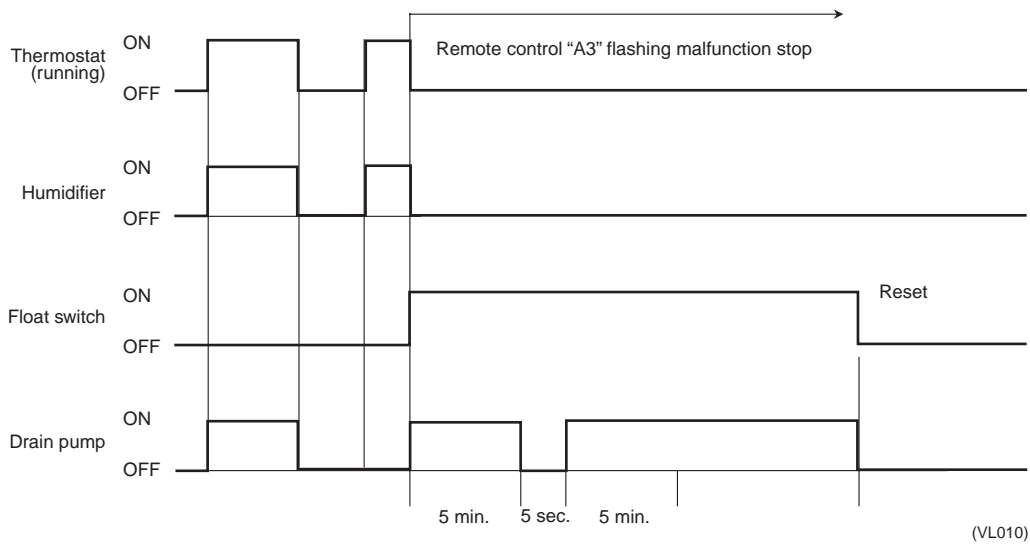 ON
Thermostat
(running)
OFF
Remote control “A3” flashing malfunction stop
ON
Humidifier
OFF
ON
Float switch
OFF
Reset
ON
Drain pump
OFF
5 min.
5 sec.
5 min.
(VL010)